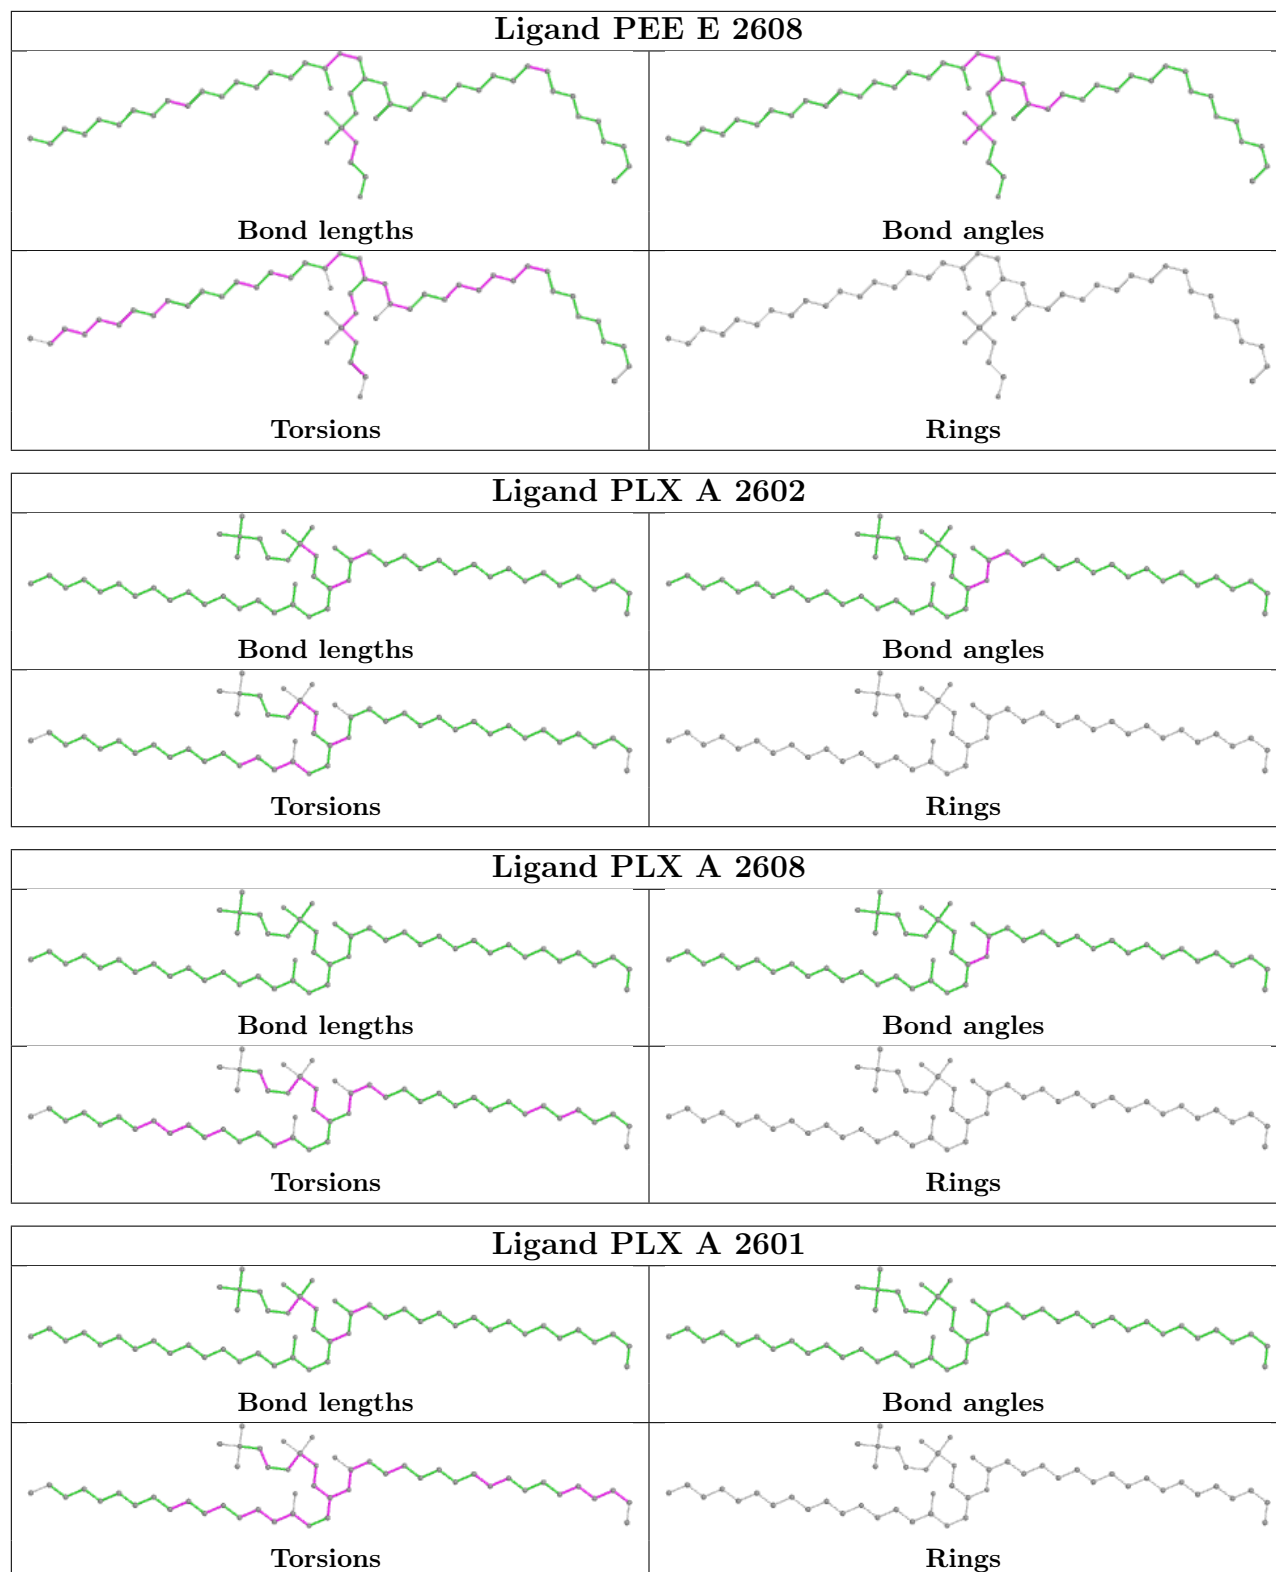 Ligand PEE E 2608
Bond lengths
Bond angles
Torsions
Rings
Ligand PLX A 2602
Bond lengths
Bond angles
Torsions
Rings
Ligand PLX A 2608
Bond lengths
Bond angles
Torsions
Rings
Ligand PLX A 2601
Bond lengths
Bond angles
Torsions
Rings